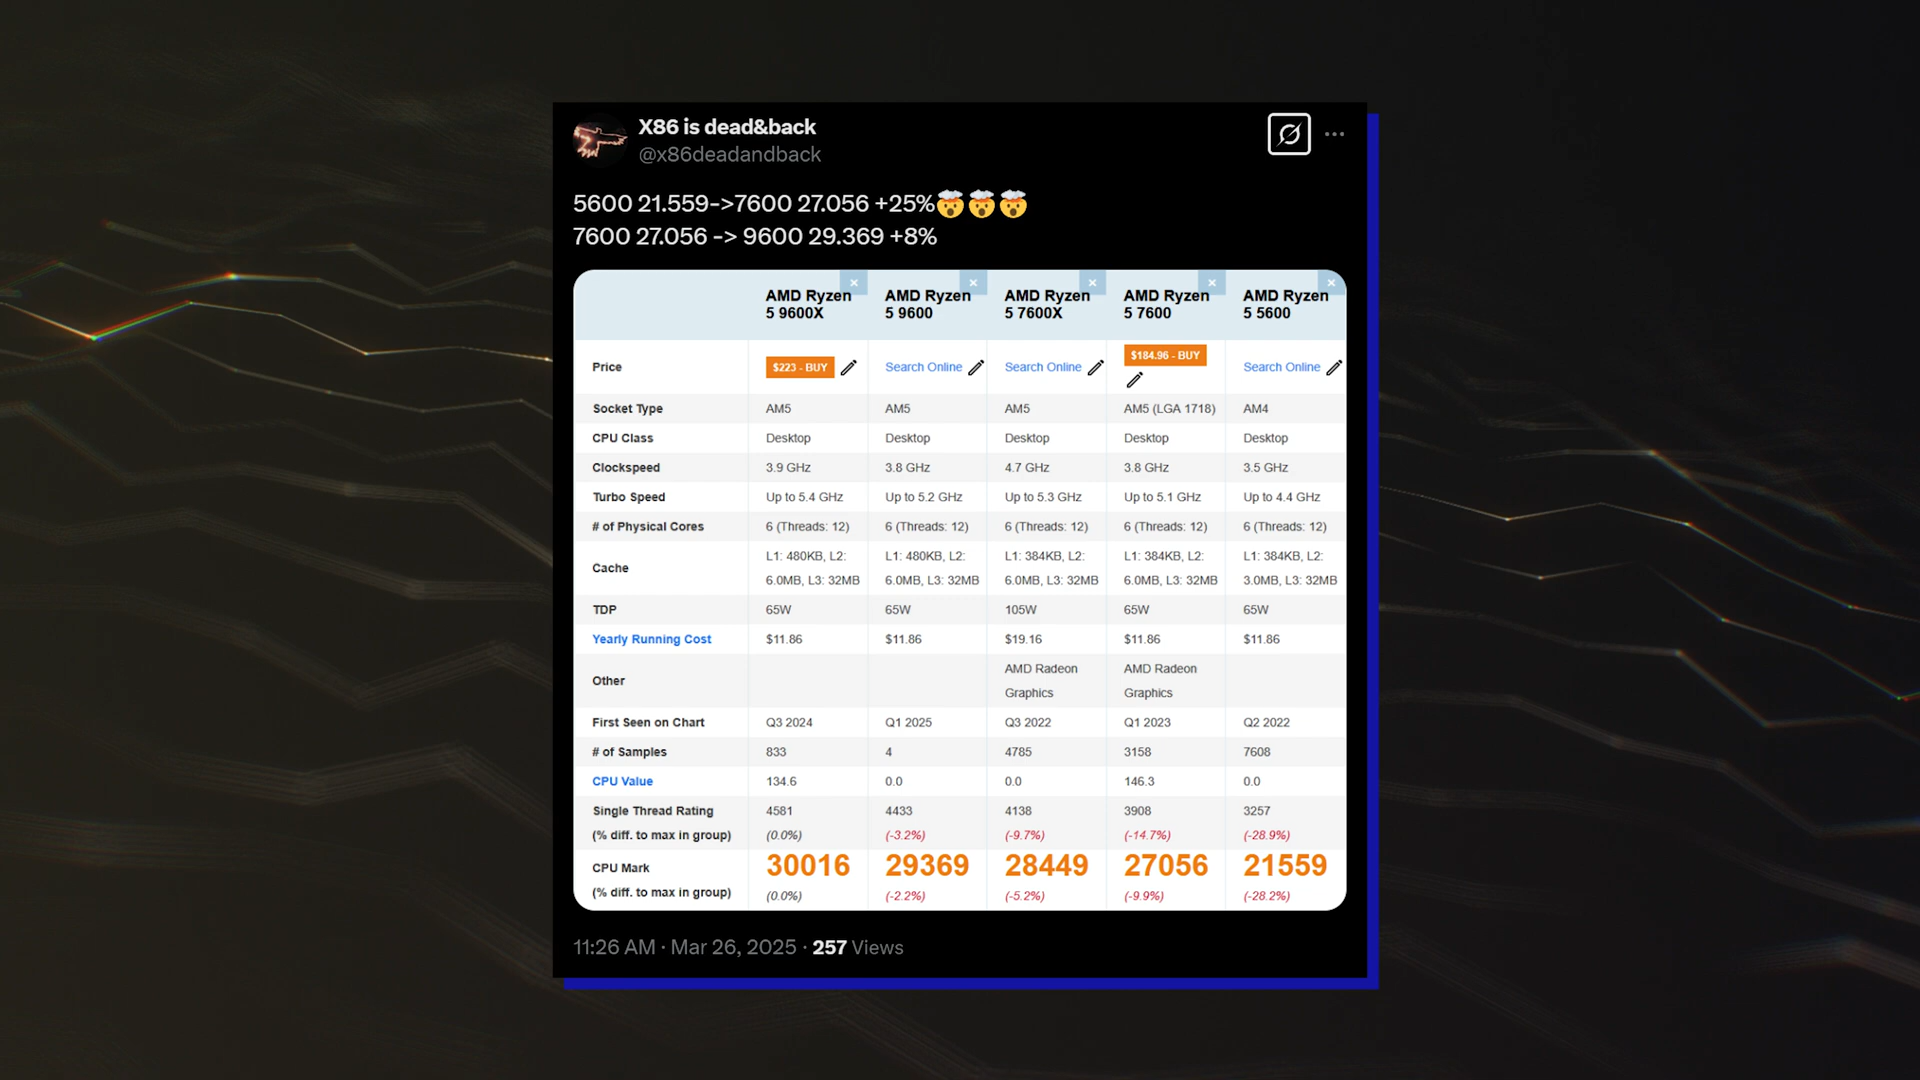 X86 is dead&back
@x86deadandback
5600 21.559->7600 27.056 +25%🤯🤯🤯
7600 27.056 -> 9600 29.369 +8%
AMD Ryzen 5 9600X AMD Ryzen 5 9600 AMD Ryzen 5 7600X AMD Ryzen 5 7600 AMD Ryzen 5 5600
Price $223 - BUY Search Online Search Online $184.96 - BUY Search Online
Socket Type AM5 AM5 AM5 AM5 (LGA 1718) AM4
CPU Class Desktop Desktop Desktop Desktop Desktop
Clockspeed 3.9 GHz 3.8 GHz 4.7 GHz 3.8 GHz 3.5 GHz
Turbo Speed Up to 5.4 GHz Up to 5.2 GHz Up to 5.3 GHz Up to 5.1 GHz Up to 4.4 GHz
# of Physical Cores 6 (Threads: 12) 6 (Threads: 12) 6 (Threads: 12) 6 (Threads: 12) 6 (Threads: 12)
Cache L1: 480KB, L2: 6.0MB, L3: 32MB L1: 480KB, L2: 6.0MB, L3: 32MB L1: 384KB, L2: 6.0MB, L3: 32MB L1: 384KB, L2: 6.0MB, L3: 32MB L1: 384KB, L2: 3.0MB, L3: 32MB
TDP 65W 65W 105W 65W 65W
Yearly Running Cost $11.86 $11.86 $19.16 $11.86 $11.86
Other AMD Radeon Graphics AMD Radeon Graphics
First Seen on Chart Q3 2024 Q1 2025 Q3 2022 Q1 2023 Q2 2022
# of Samples 833 4 4785 3158 7608
CPU Value 134.6 0.0 0.0 146.3 0.0
Single Thread Rating 4581 4433 4138 3908 3257
(% diff. to max in group) (0.0%) (-3.2%) (-9.7%) (-14.7%) (-28.9%)
CPU Mark 30016 29369 28449 27056 21559
(% diff. to max in group) (0.0%) (-2.2%) (-5.2%) (-9.9%) (-28.2%)
11:26 AM · Mar 26, 2025 · 257 Views